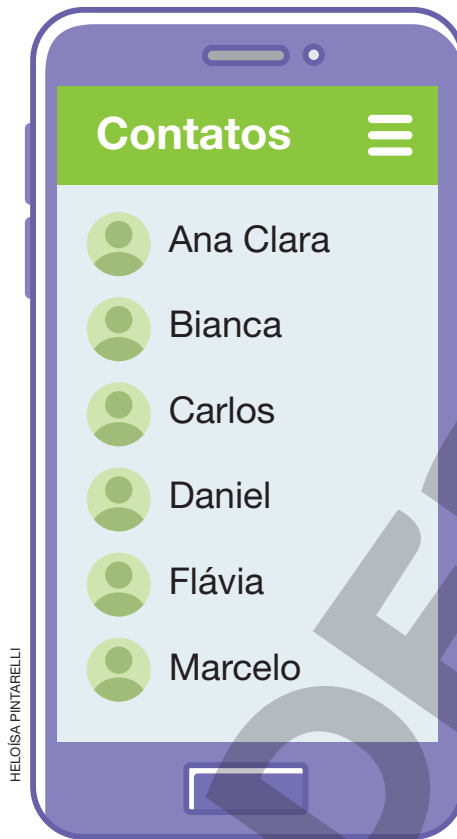 Contatos
Ana Clara
Bianca
Carlos
Daniel
Flávia
Marcelo
HELOÍSA PINTARELLI